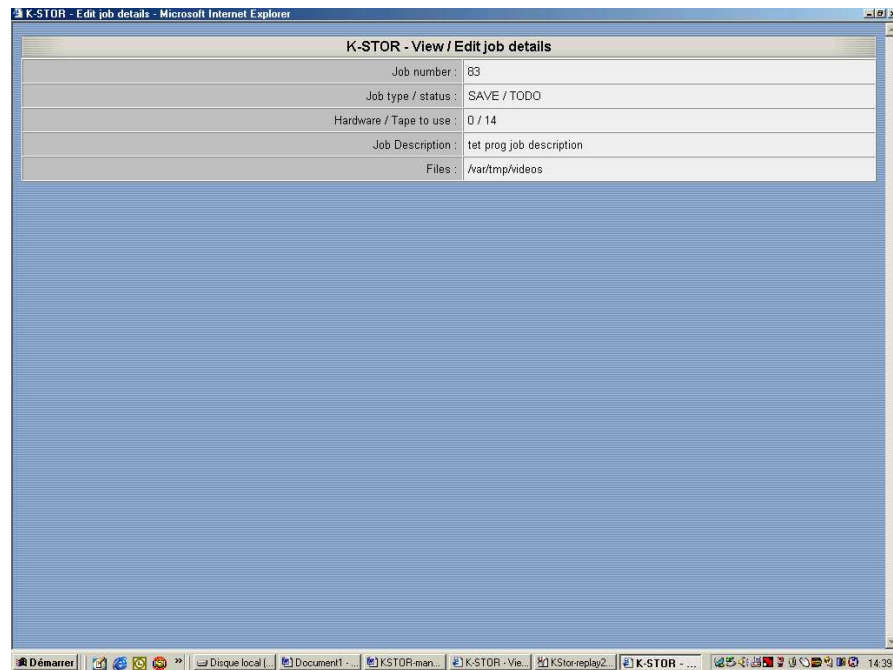 K-STOR - Edit job details - Microsoft Internet Explorer
K-STOR - View / Edit job details
Job number : 83
Job type / status : SAVE / TODO
Hardware / Tape to use : 0 / 14
Job Description : tet prog job description
Files : /var/tmp/videos
Démarrer » Disque local (... Document1 - ... KSTOR-man... K-STOR - Vie... KStor-replay2... K-STOR - ...